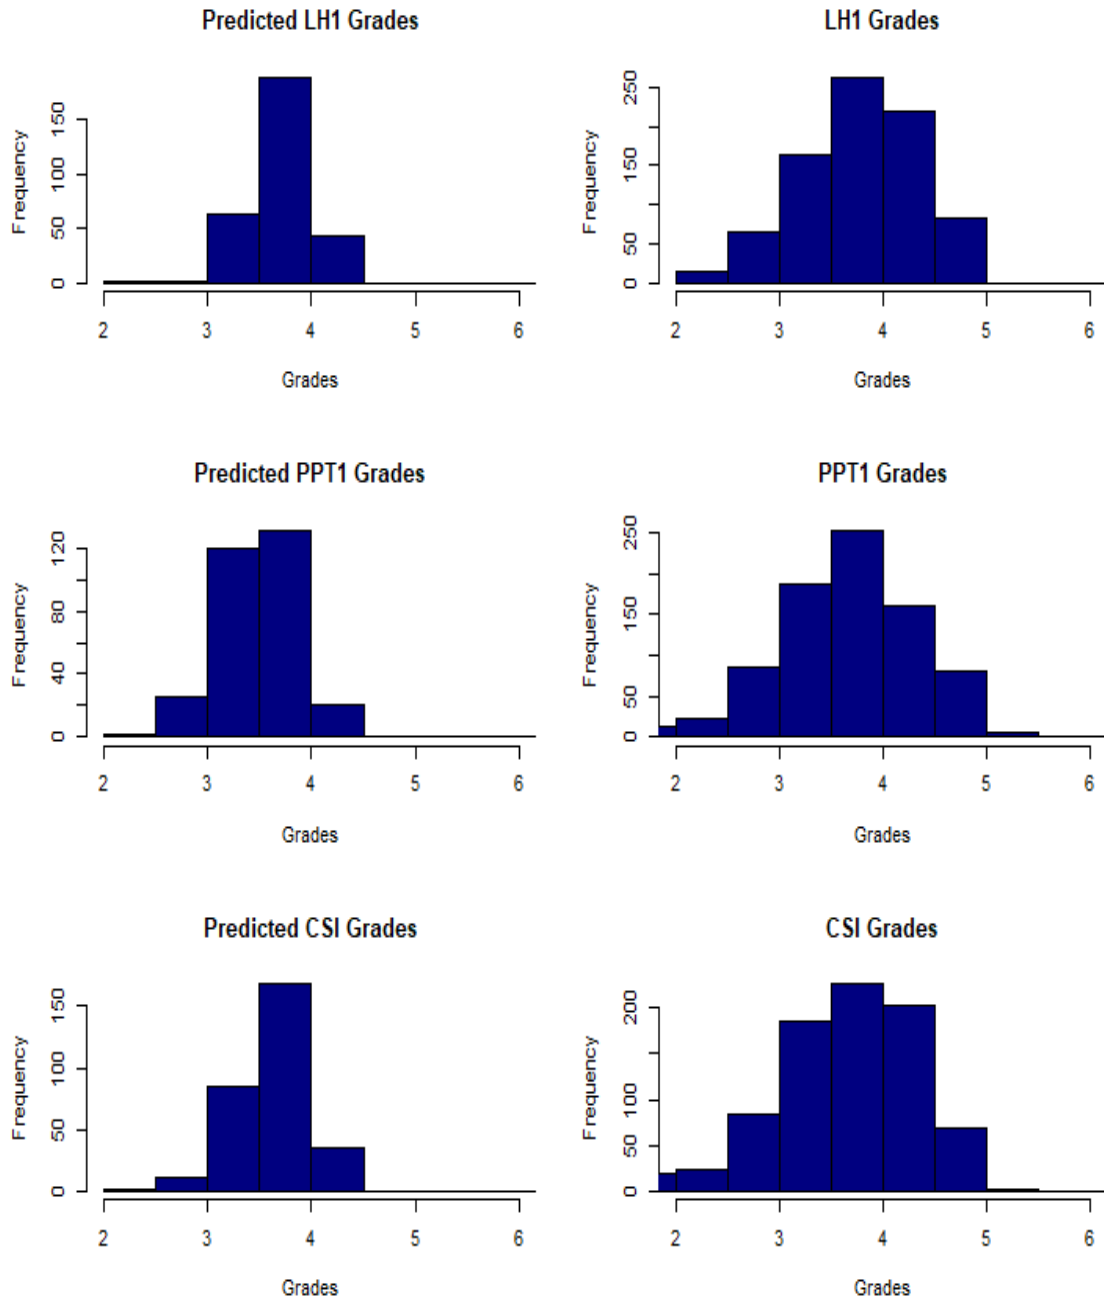 Predicted LH1 Grades
Frequency
0 50 100 150
2 3 4 5 6
Grades
LH1 Grades
Frequency
0 50 150 250
2 3 4 5 6
Grades
Predicted PPT1 Grades
Frequency
0 40 80 120
2 3 4 5 6
Grades
PPT1 Grades
Frequency
0 50 150 250
2 3 4 5 6
Grades
Predicted CSI Grades
Frequency
0 50 100 150
2 3 4 5 6
Grades
CSI Grades
Frequency
0 50 100 200
2 3 4 5 6
Grades